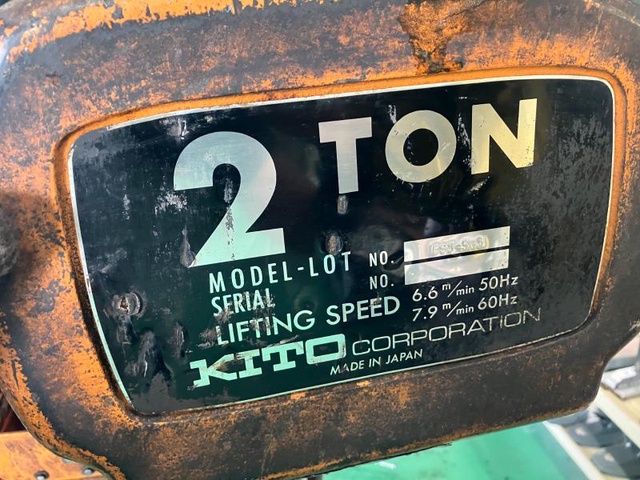 2 TON
MODEL-LOT NO.
SERIAL NO.
LIFTING SPEED 6.6 m/min 50Hz
7.9 m/min 60Hz
KITO CORPORATION
MADE IN JAPAN